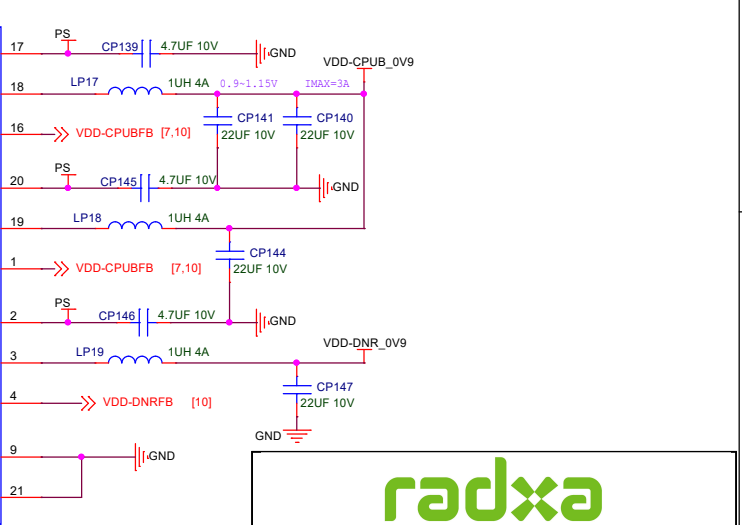 PS
17 CP139 4.7UF 10V GND
VDD-CPUB_0V9
18 LP17 1UH 4A 0.9~1.15V IMAX=3A
CP141 CP140
22UF 10V 22UF 10V
16 VDD-CPUBFB [7,10]
PS
20 CP145 4.7UF 10V GND
19 LP18 1UH 4A
CP144
22UF 10V
1 VDD-CPUBFB [7,10]
PS
2 CP146 4.7UF 10V GND
VDD-DNR_0V9
3 LP19 1UH 4A
CP147
22UF 10V
4 VDD-DNRFB [10]
GND
9 GND
21
radxa